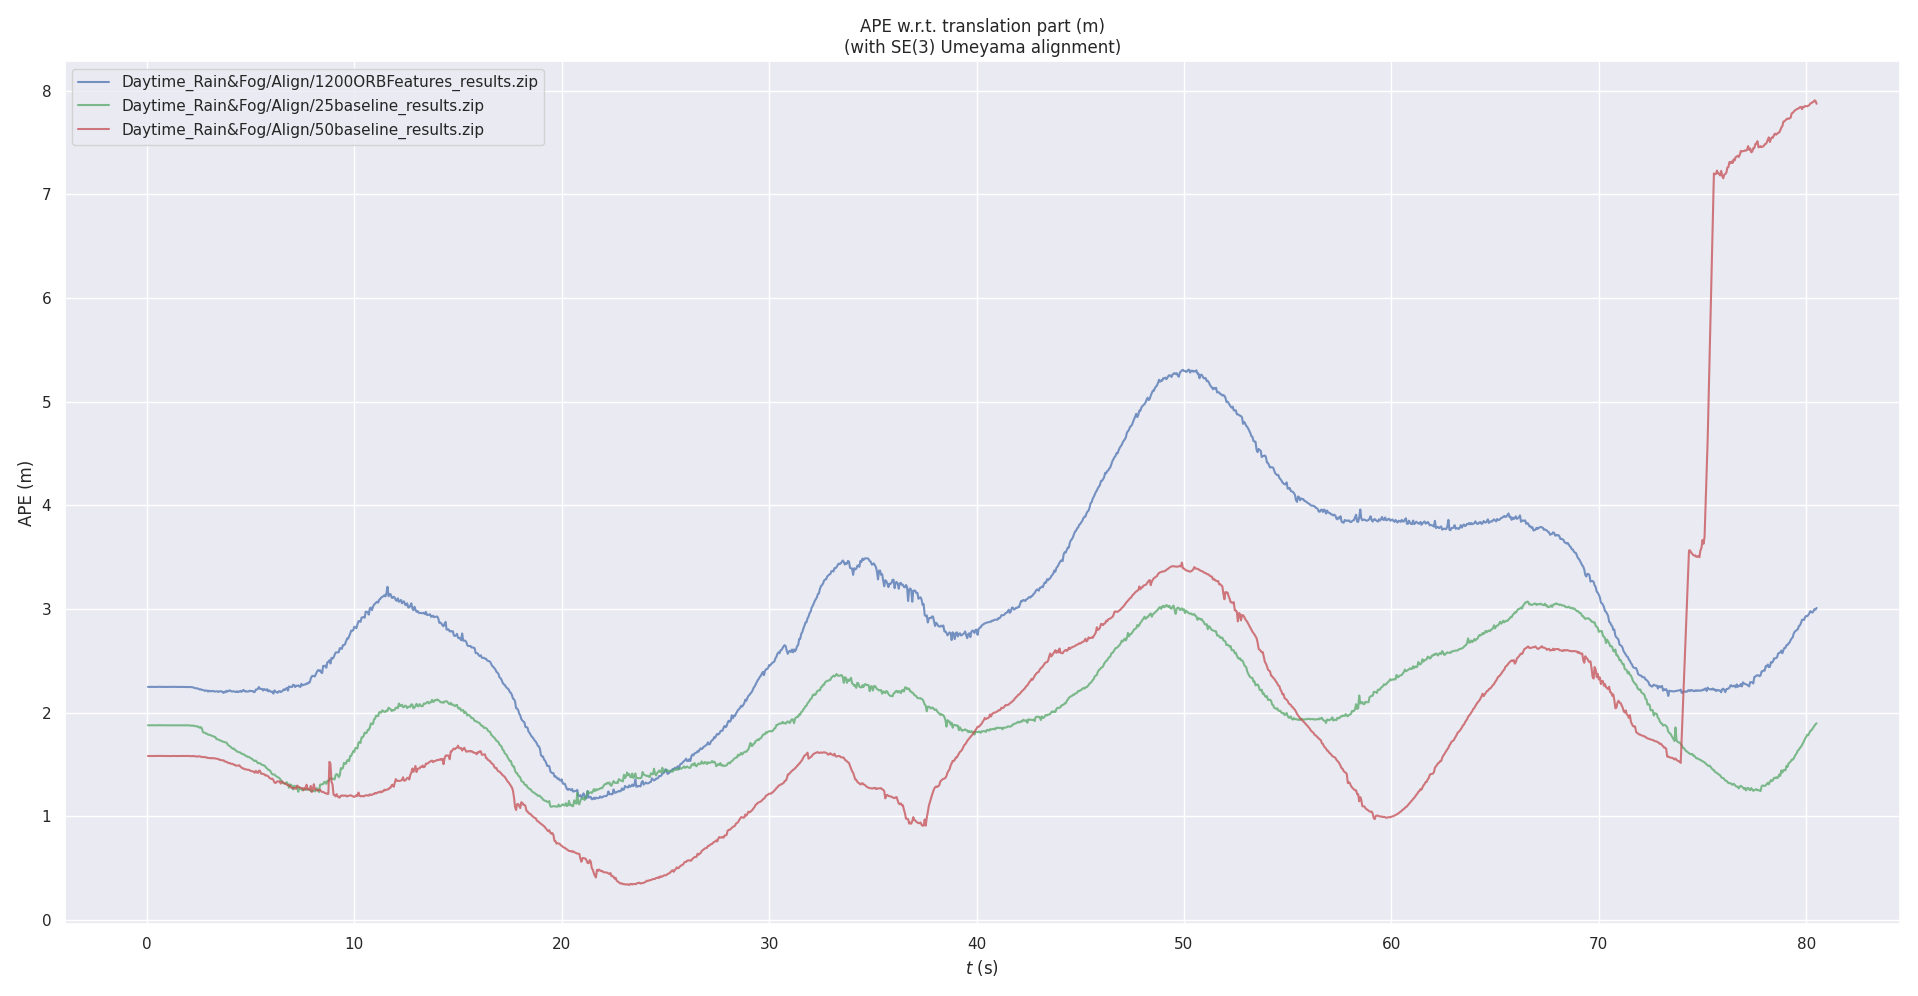 APE w.r.t. translation part (m)
(with SE(3) Umeyama alignment)
Daytime_Rain&Fog/Align/1200ORBFeatures_results.zip
Daytime_Rain&Fog/Align/25baseline_results.zip
Daytime_Rain&Fog/Align/50baseline_results.zip
APE (m)
8
7
6
5
4
3
2
1
0
0 10 20 30 40 50 60 70 80
t (s)